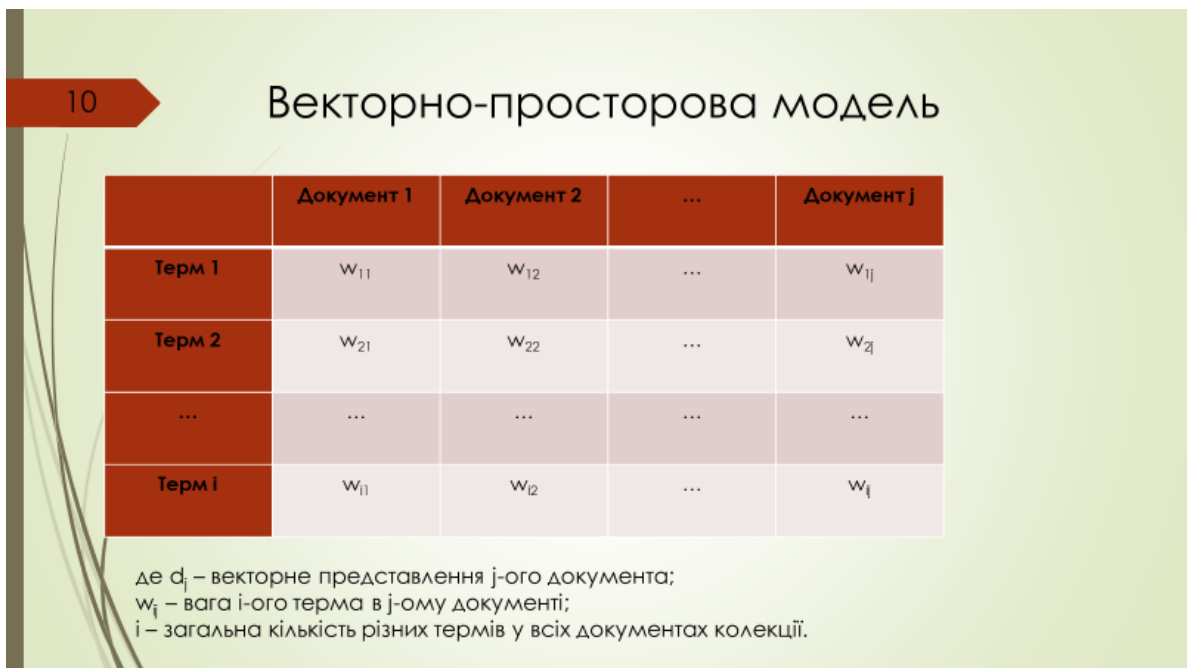 10
Векторно-просторова модель
Документ 1 Документ 2 ... Документ j
Терм 1 w₁₁ w₁₂ ... w₁ⱼ
Терм 2 w₂₁ w₂₂ ... w₂ⱼ
... ... ... ... ...
Терм i wᵢ₁ wᵢ₂ ... wᵢⱼ
де dⱼ – векторне представлення j-ого документа;
wᵢⱼ – вага i-ого терма в j-ому документі;
i – загальна кількість різних термів у всіх документах колекції.